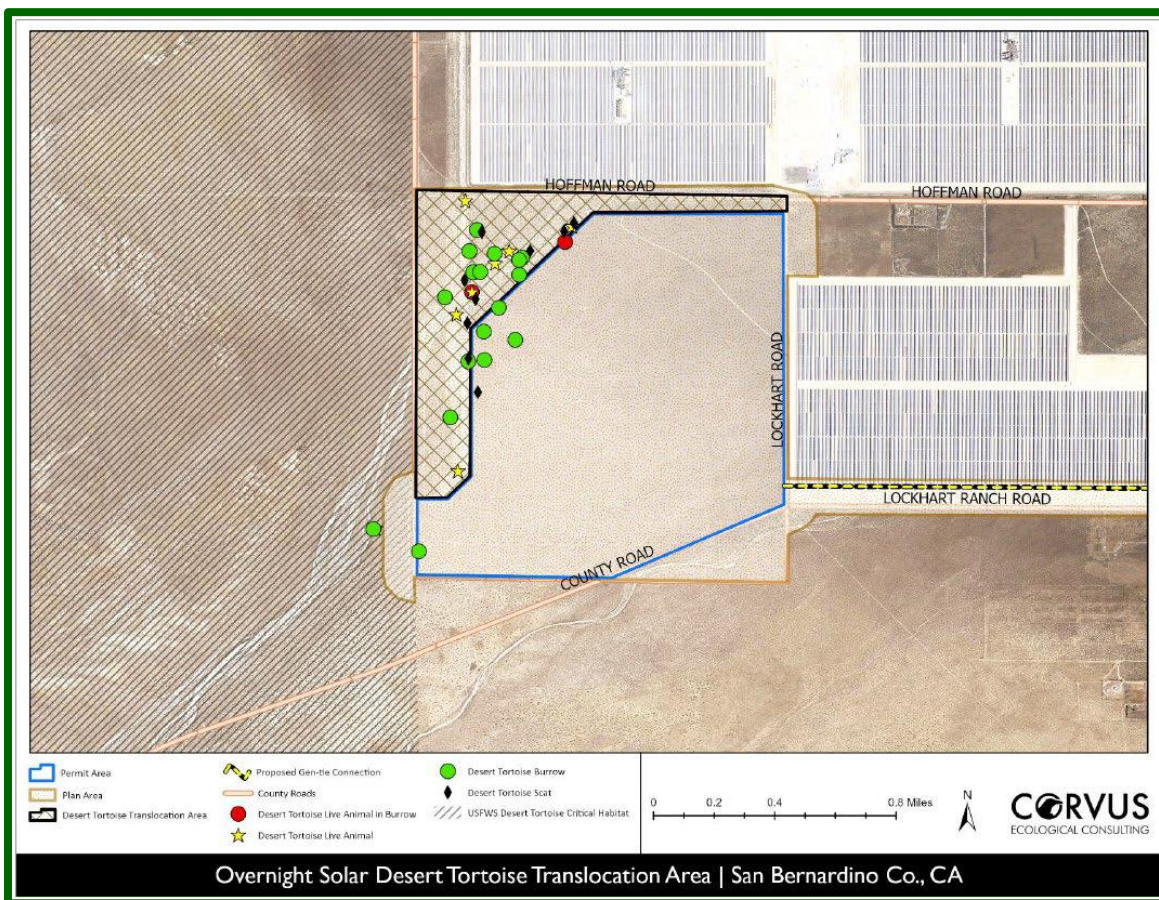 HOFFMAN ROAD
HOFFMAN ROAD
LOCKHART ROAD
LOCKHART RANCH ROAD
COUNTY ROAD
Permit Area
Plan Area
Desert Tortoise Translocation Area
Proposed Gen-tie Connection
County Roads
Desert Tortoise Live Animal in Burrow
Desert Tortoise Live Animal
Desert Tortoise Burrow
Desert Tortoise Scat
USFWS Desert Tortoise Critical Habitat
0 0.2 0.4 0.8 Miles
N
CORVUS
ECOLOGICAL CONSULTING
Overnight Solar Desert Tortoise Translocation Area | San Bernardino Co., CA